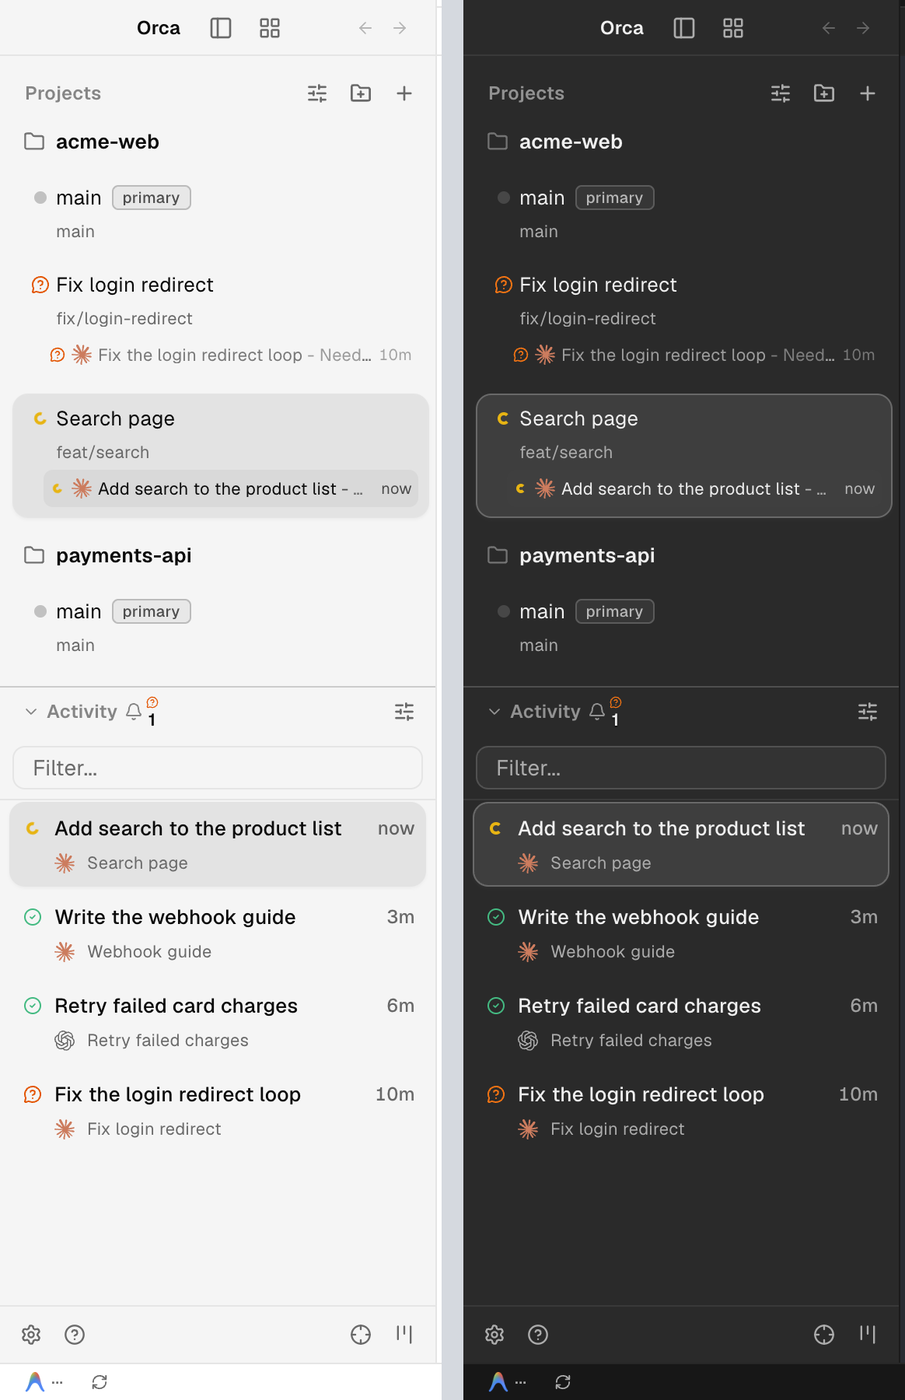 Orca
Projects
acme-web
main primary
main
Fix login redirect
fix/login-redirect
Fix the login redirect loop - Need... 10m
Search page
feat/search
Add search to the product list - ... now
payments-api
main primary
main
Activity 1
Filter...
Add search to the product list now
Search page
Write the webhook guide 3m
Webhook guide
Retry failed card charges 6m
Retry failed charges
Fix the login redirect loop 10m
Fix login redirect
...
Orca
Projects
acme-web
main primary
main
Fix login redirect
fix/login-redirect
Fix the login redirect loop - Need... 10m
Search page
feat/search
Add search to the product list - ... now
payments-api
main primary
main
Activity 1
Filter...
Add search to the product list now
Search page
Write the webhook guide 3m
Webhook guide
Retry failed card charges 6m
Retry failed charges
Fix the login redirect loop 10m
Fix login redirect
...